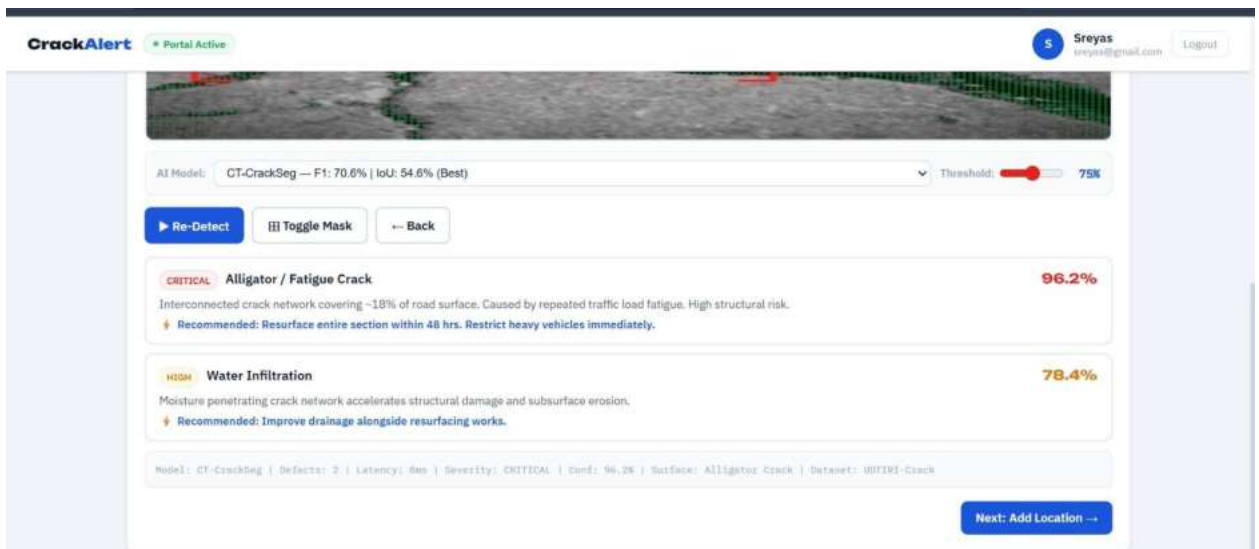 CrackAlert
Portal Active
S
Sreyas
sreyas@gmail.com
Logout
AI Model: CT-CrackSeg — F1: 70.6% | IoU: 54.6% (Best) Threshold: 75%
▶ Re-Detect
Toggle Mask
← Back
CRITICAL Alligator / Fatigue Crack 96.2%
Interconnected crack network covering ~18% of road surface. Caused by repeated traffic load fatigue. High structural risk.
Recommended: Resurface entire section within 48 hrs. Restrict heavy vehicles immediately.
HIGH Water Infiltration 78.4%
Moisture penetrating crack network accelerates structural damage and subsurface erosion.
Recommended: Improve drainage alongside resurfacing works.
Model: CT-CrackSeg | Defects: 2 | Latency: 0ms | Severity: CRITICAL | Conf: 96.2% | Surface: Alligator Crack | Dataset: UDTIRI-Crack
Next: Add Location →